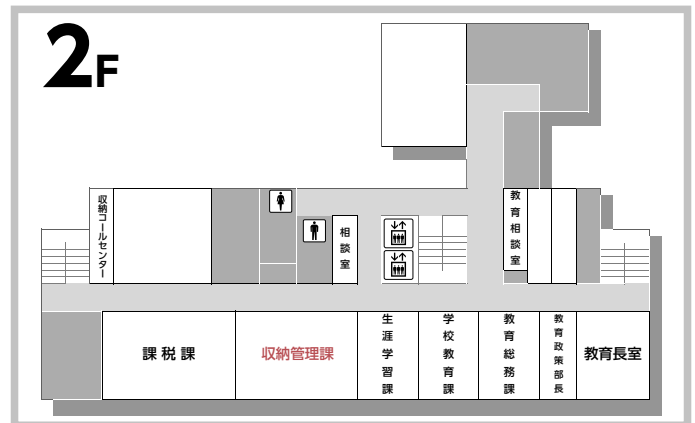 2F
収納コールセンター
相談室
教育相談室
課税課
収納管理課
生涯学習課
学校教育課
教育総務課
教育政策部長
教育長室